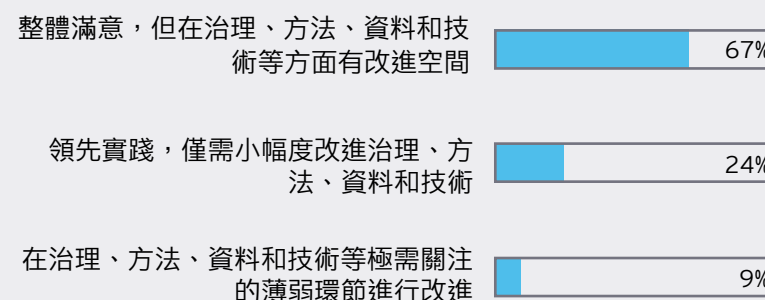 整體滿意，但在治理、方法、資料和技
術等方面有改進空間
67%
領先實踐，僅需小幅度改進治理、方
法、資料和技術
24%
在治理、方法、資料和技術等極需關注
的薄弱環節進行改進
9%